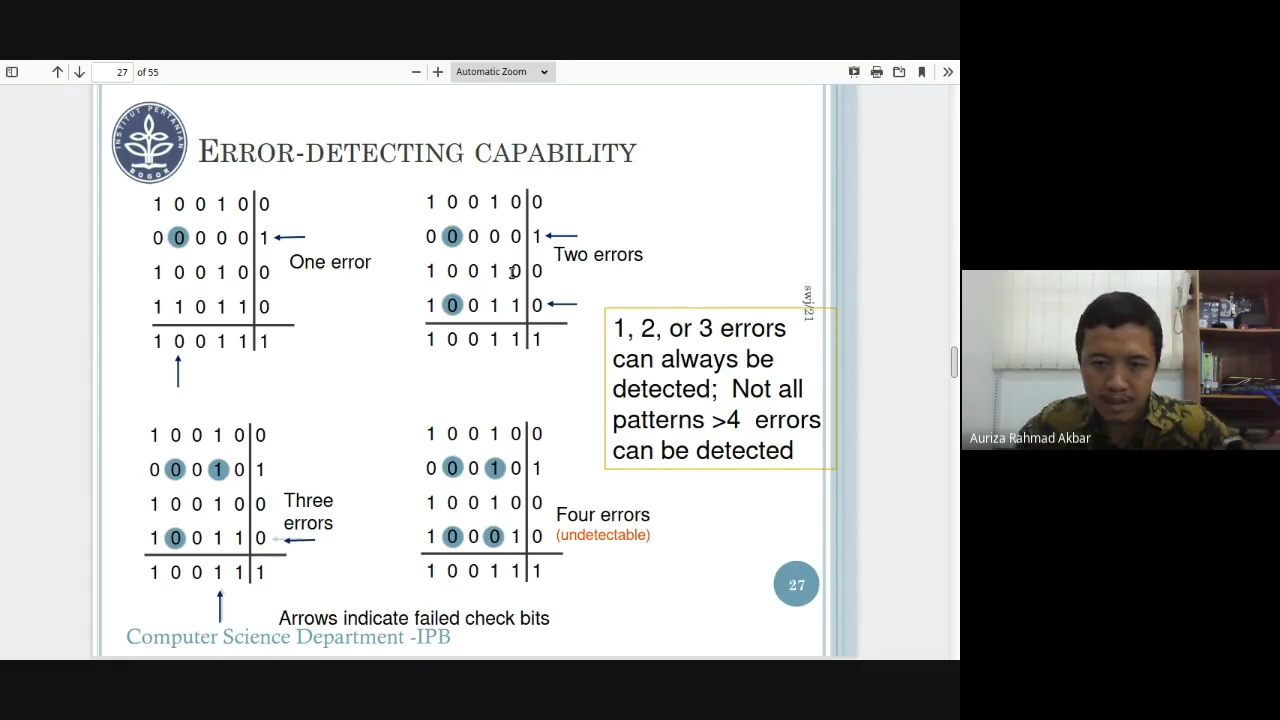 27 of 55
Automatic Zoom
INSTITUT PERTANIAN
BOGOR
ERROR-DETECTING CAPABILITY
1 0 0 1 0 0
0 0 0 0 0 1
1 0 0 1 0 0
1 1 0 1 1 0
1 0 0 1 1 1
One error
1 0 0 1 0 0
0 0 0 0 0 1
1 0 0 1 0 0
1 0 0 1 1 0
1 0 0 1 1 1
Two errors
swj/21
1, 2, or 3 errors
can always be
detected; Not all
patterns >4 errors
can be detected
1 0 0 1 0 0
0 0 0 1 0 1
1 0 0 1 0 0
1 0 0 1 1 0
1 0 0 1 1 1
Three
errors
1 0 0 1 0 0
0 0 0 1 0 1
1 0 0 1 0 0
1 0 0 0 1 0
1 0 0 1 1 1
Four errors
(undetectable)
27
Arrows indicate failed check bits
Computer Science Department -IPB
Auriza Rahmad Akbar